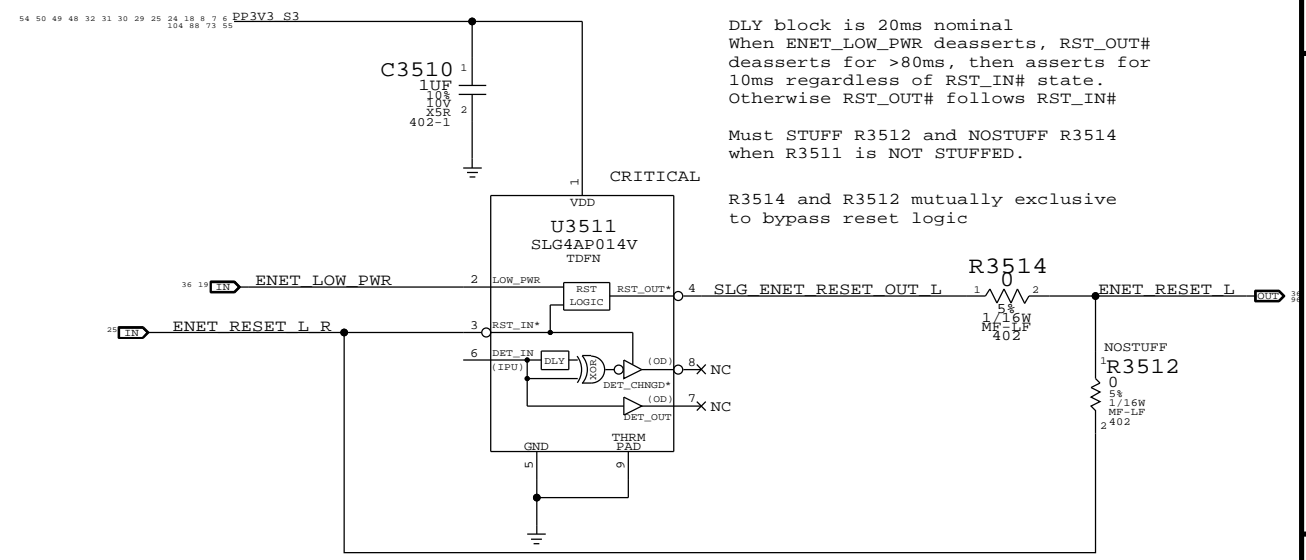 54 50 49 48 32 31 30 29 25 24 18 8 7 6 PP3V3_S3
104 88 73 55
DLY block is 20ms nominal
When ENET_LOW_PWR deasserts, RST_OUT#
deasserts for >80ms, then asserts for
10ms regardless of RST_IN# state.
Otherwise RST_OUT# follows RST_IN#
Must STUFF R3512 and NOSTUFF R3514
when R3511 is NOT STUFFED.
R3514 and R3512 mutually exclusive
to bypass reset logic
C3510 1
1UF
10%
10V
X5R 2
402-1
CRITICAL
1
VDD
U3511
SLG4AP014V
TDFN
36 19 IN ENET_LOW_PWR 2 LOW_PWR
RST
LOGIC
RST_OUT* 4 SLG_ENET_RESET_OUT_L
R3514
0
1 2
5%
1/16W
MF-LF
402
ENET_RESET_L OUT
25 IN ENET_RESET_L_R 3 RST_IN*
6 DET_IN
(IPU)
DLY
XOR
(OD) 8 NC
DET_CHNGD*
(OD) 7 NC
DET_OUT
NOSTUFF
1 R3512
0
5%
1/16W
MF-LF
2 402
GND
THRM
PAD
5 9